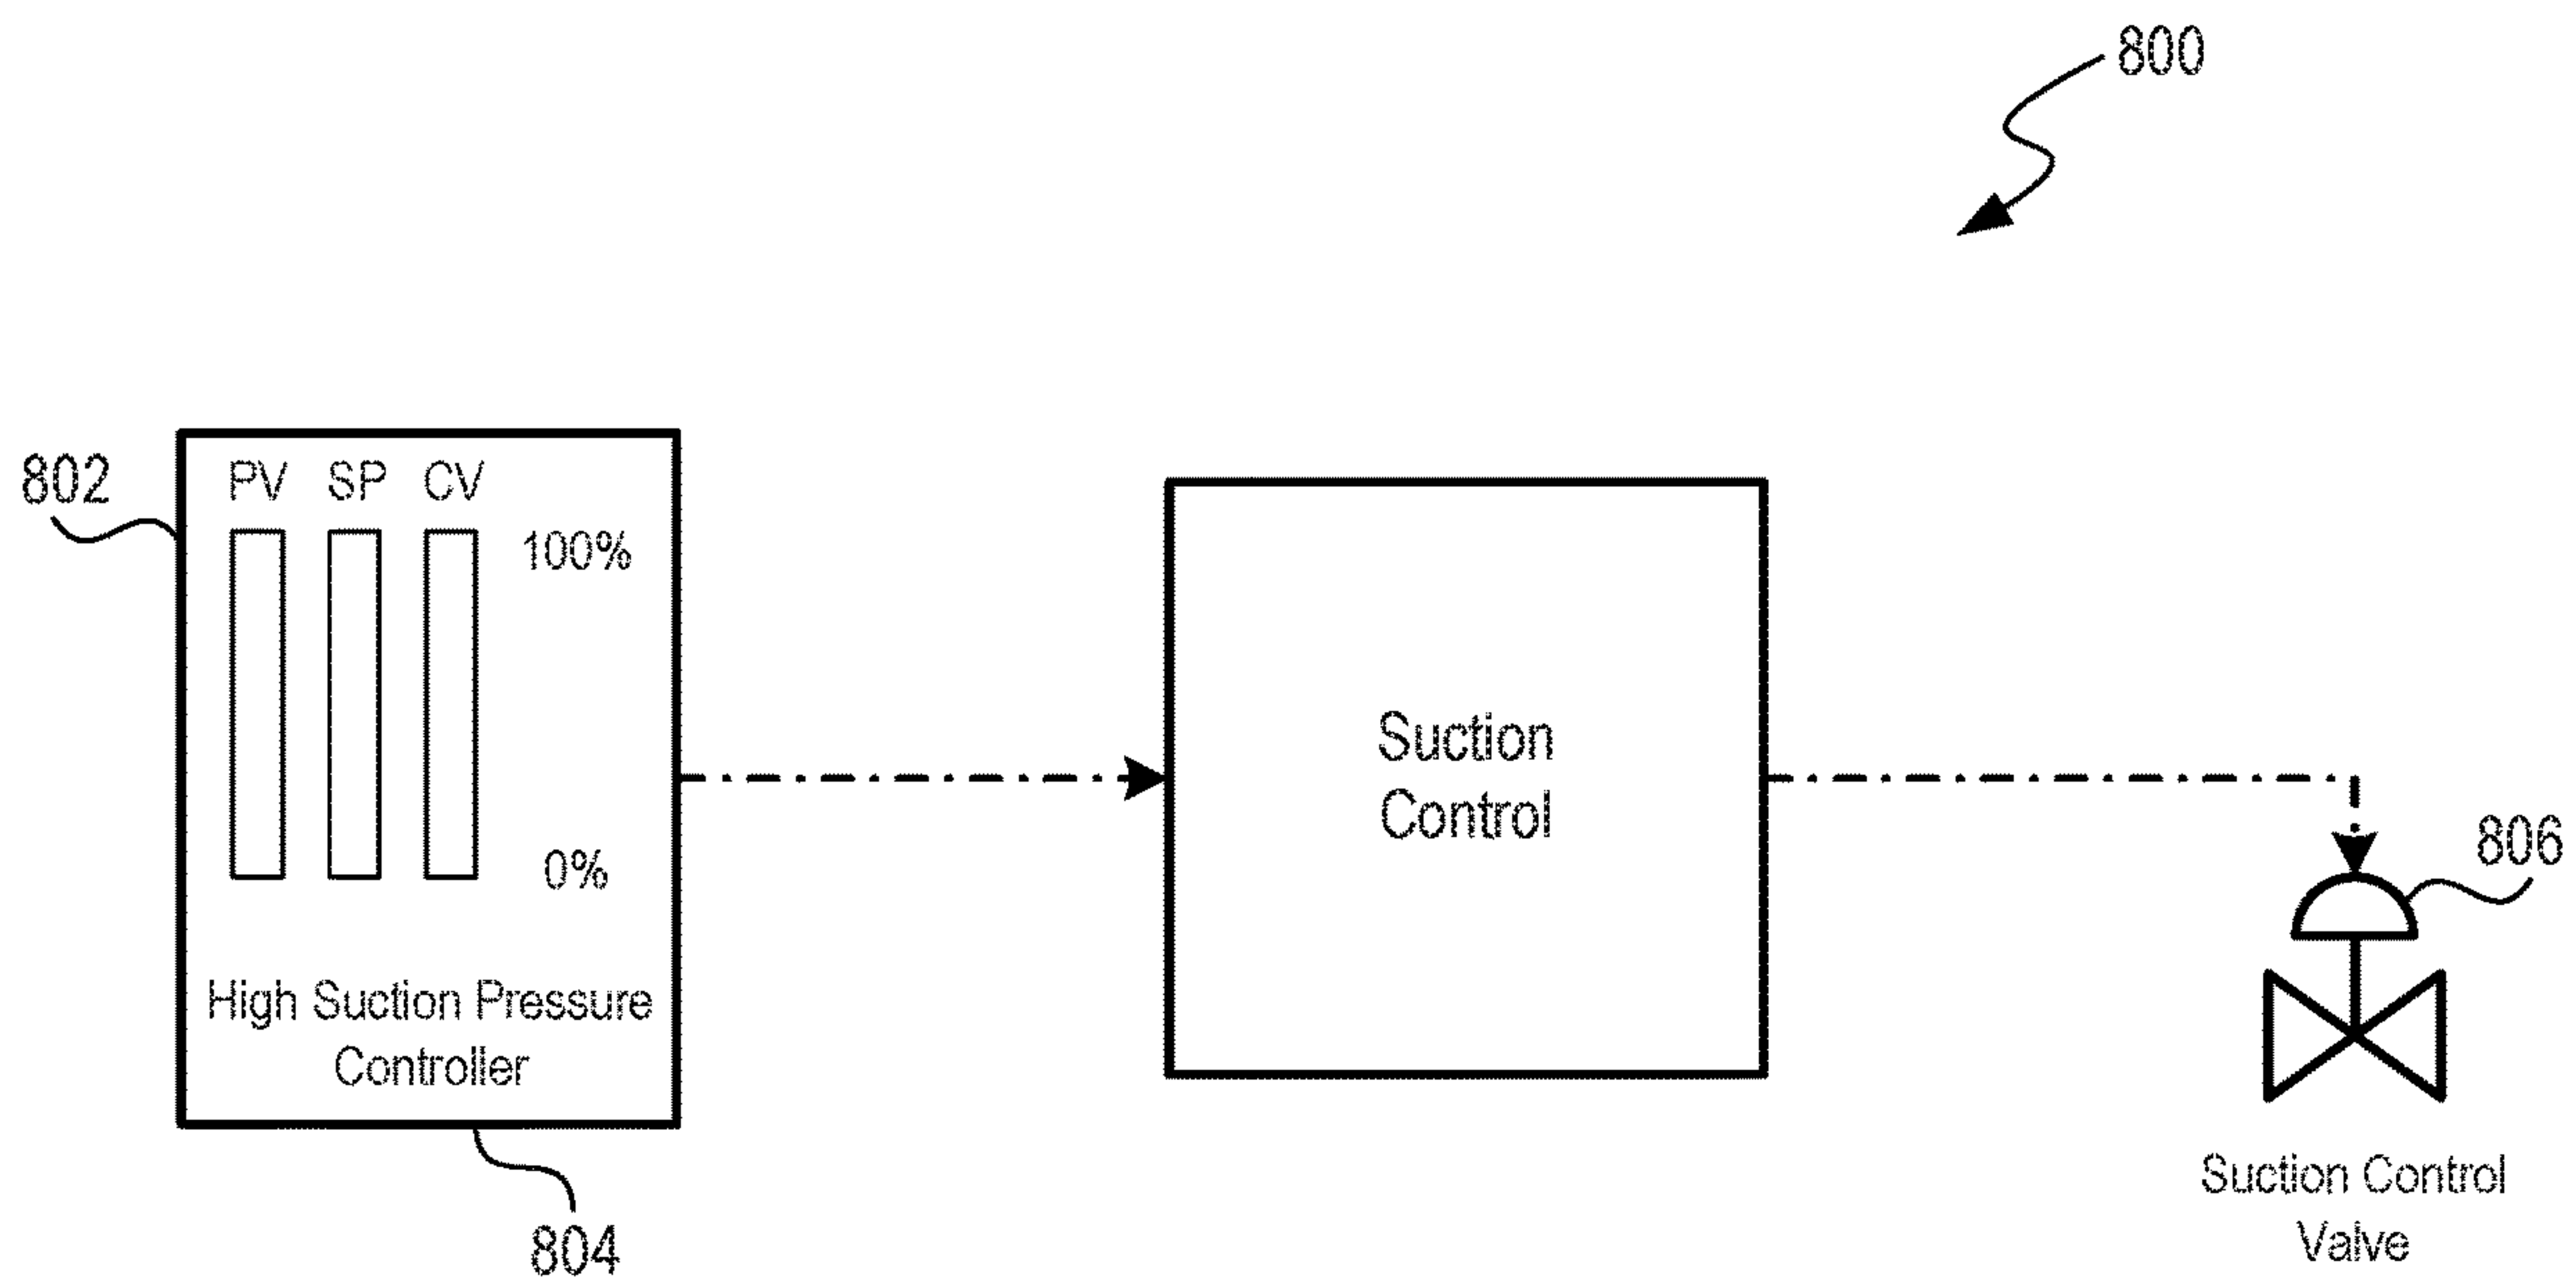 800
802
PV SP CV
100%
0%
High Suction Pressure
Controller
804
Suction
Control
806
Suction Control
Valve